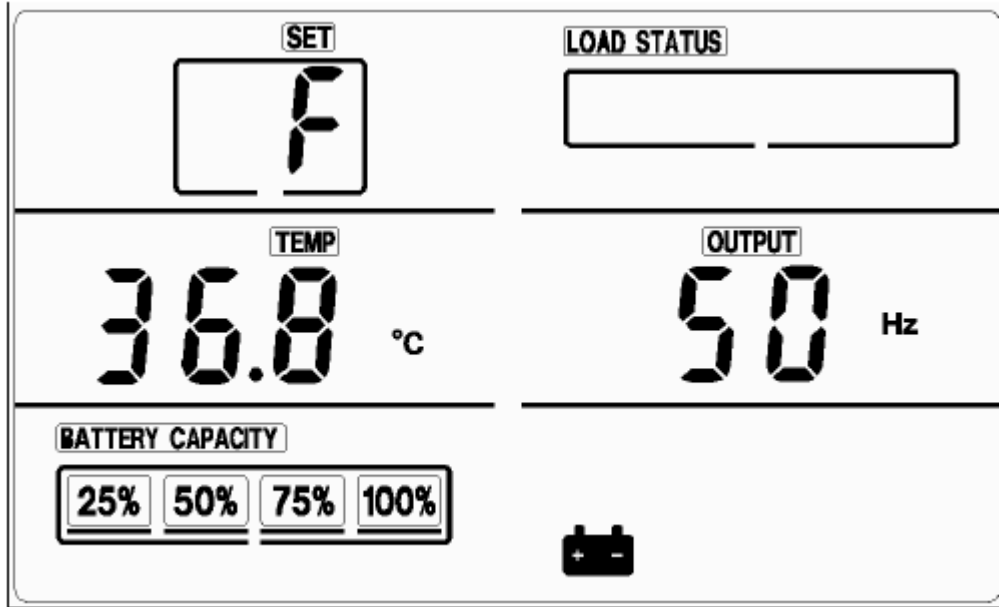 SET
LOAD STATUS
F
TEMP
OUTPUT
36.8 °C
50 Hz
BATTERY CAPACITY
25% 50% 75% 100%
+ -